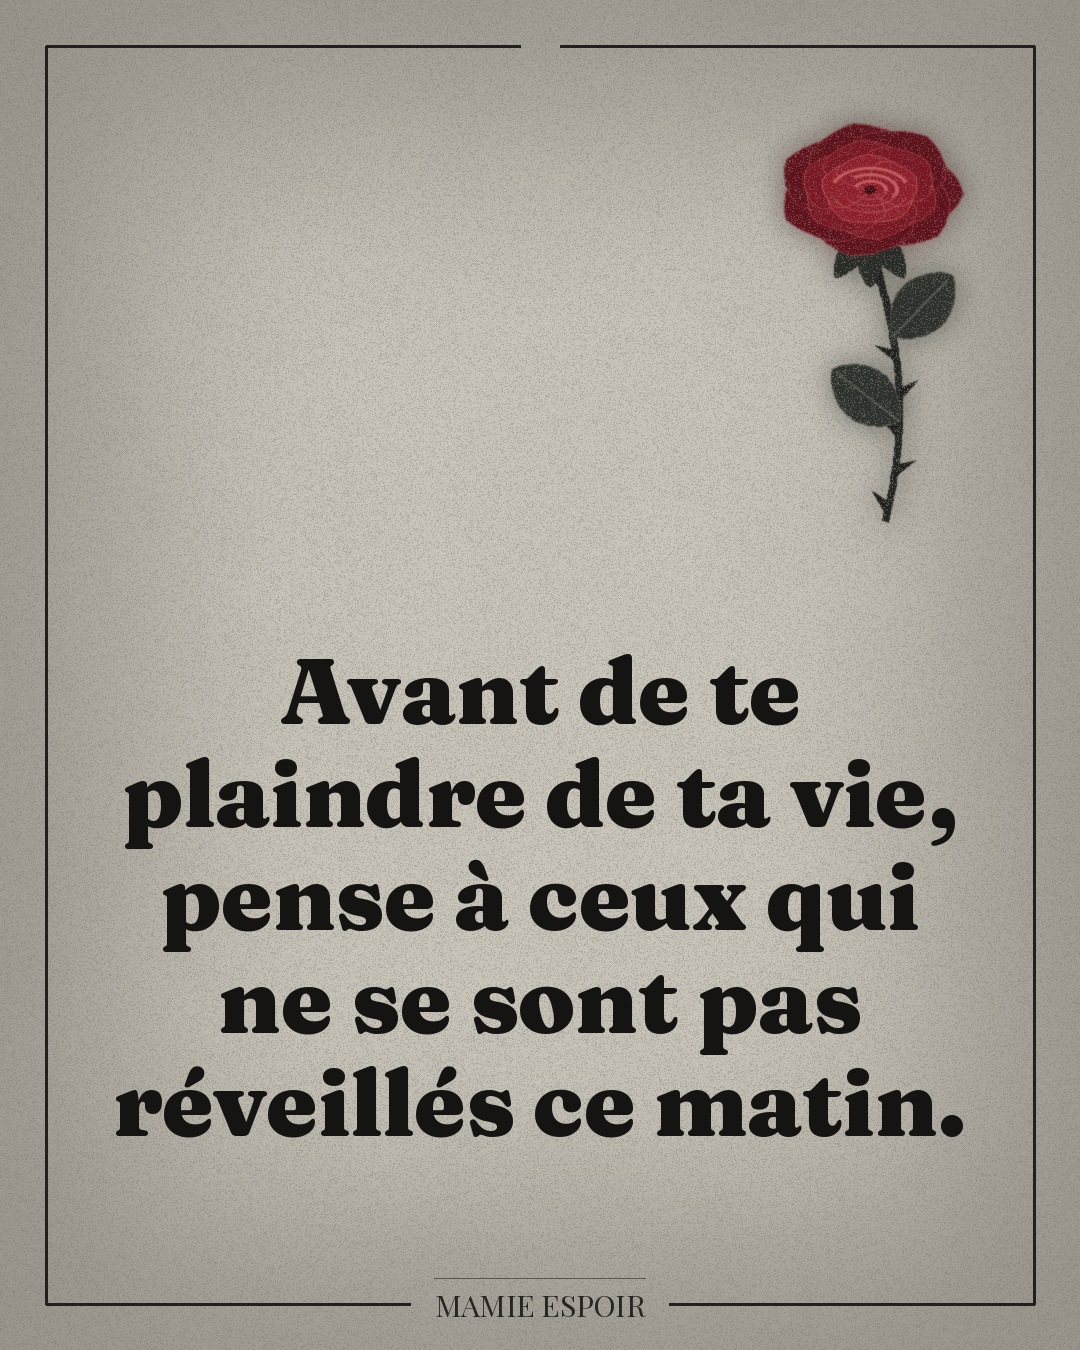 Avant de te
plaindre de ta vie,
pense à ceux qui
ne se sont pas
réveillés ce matin.
MAMIE ESPOIR